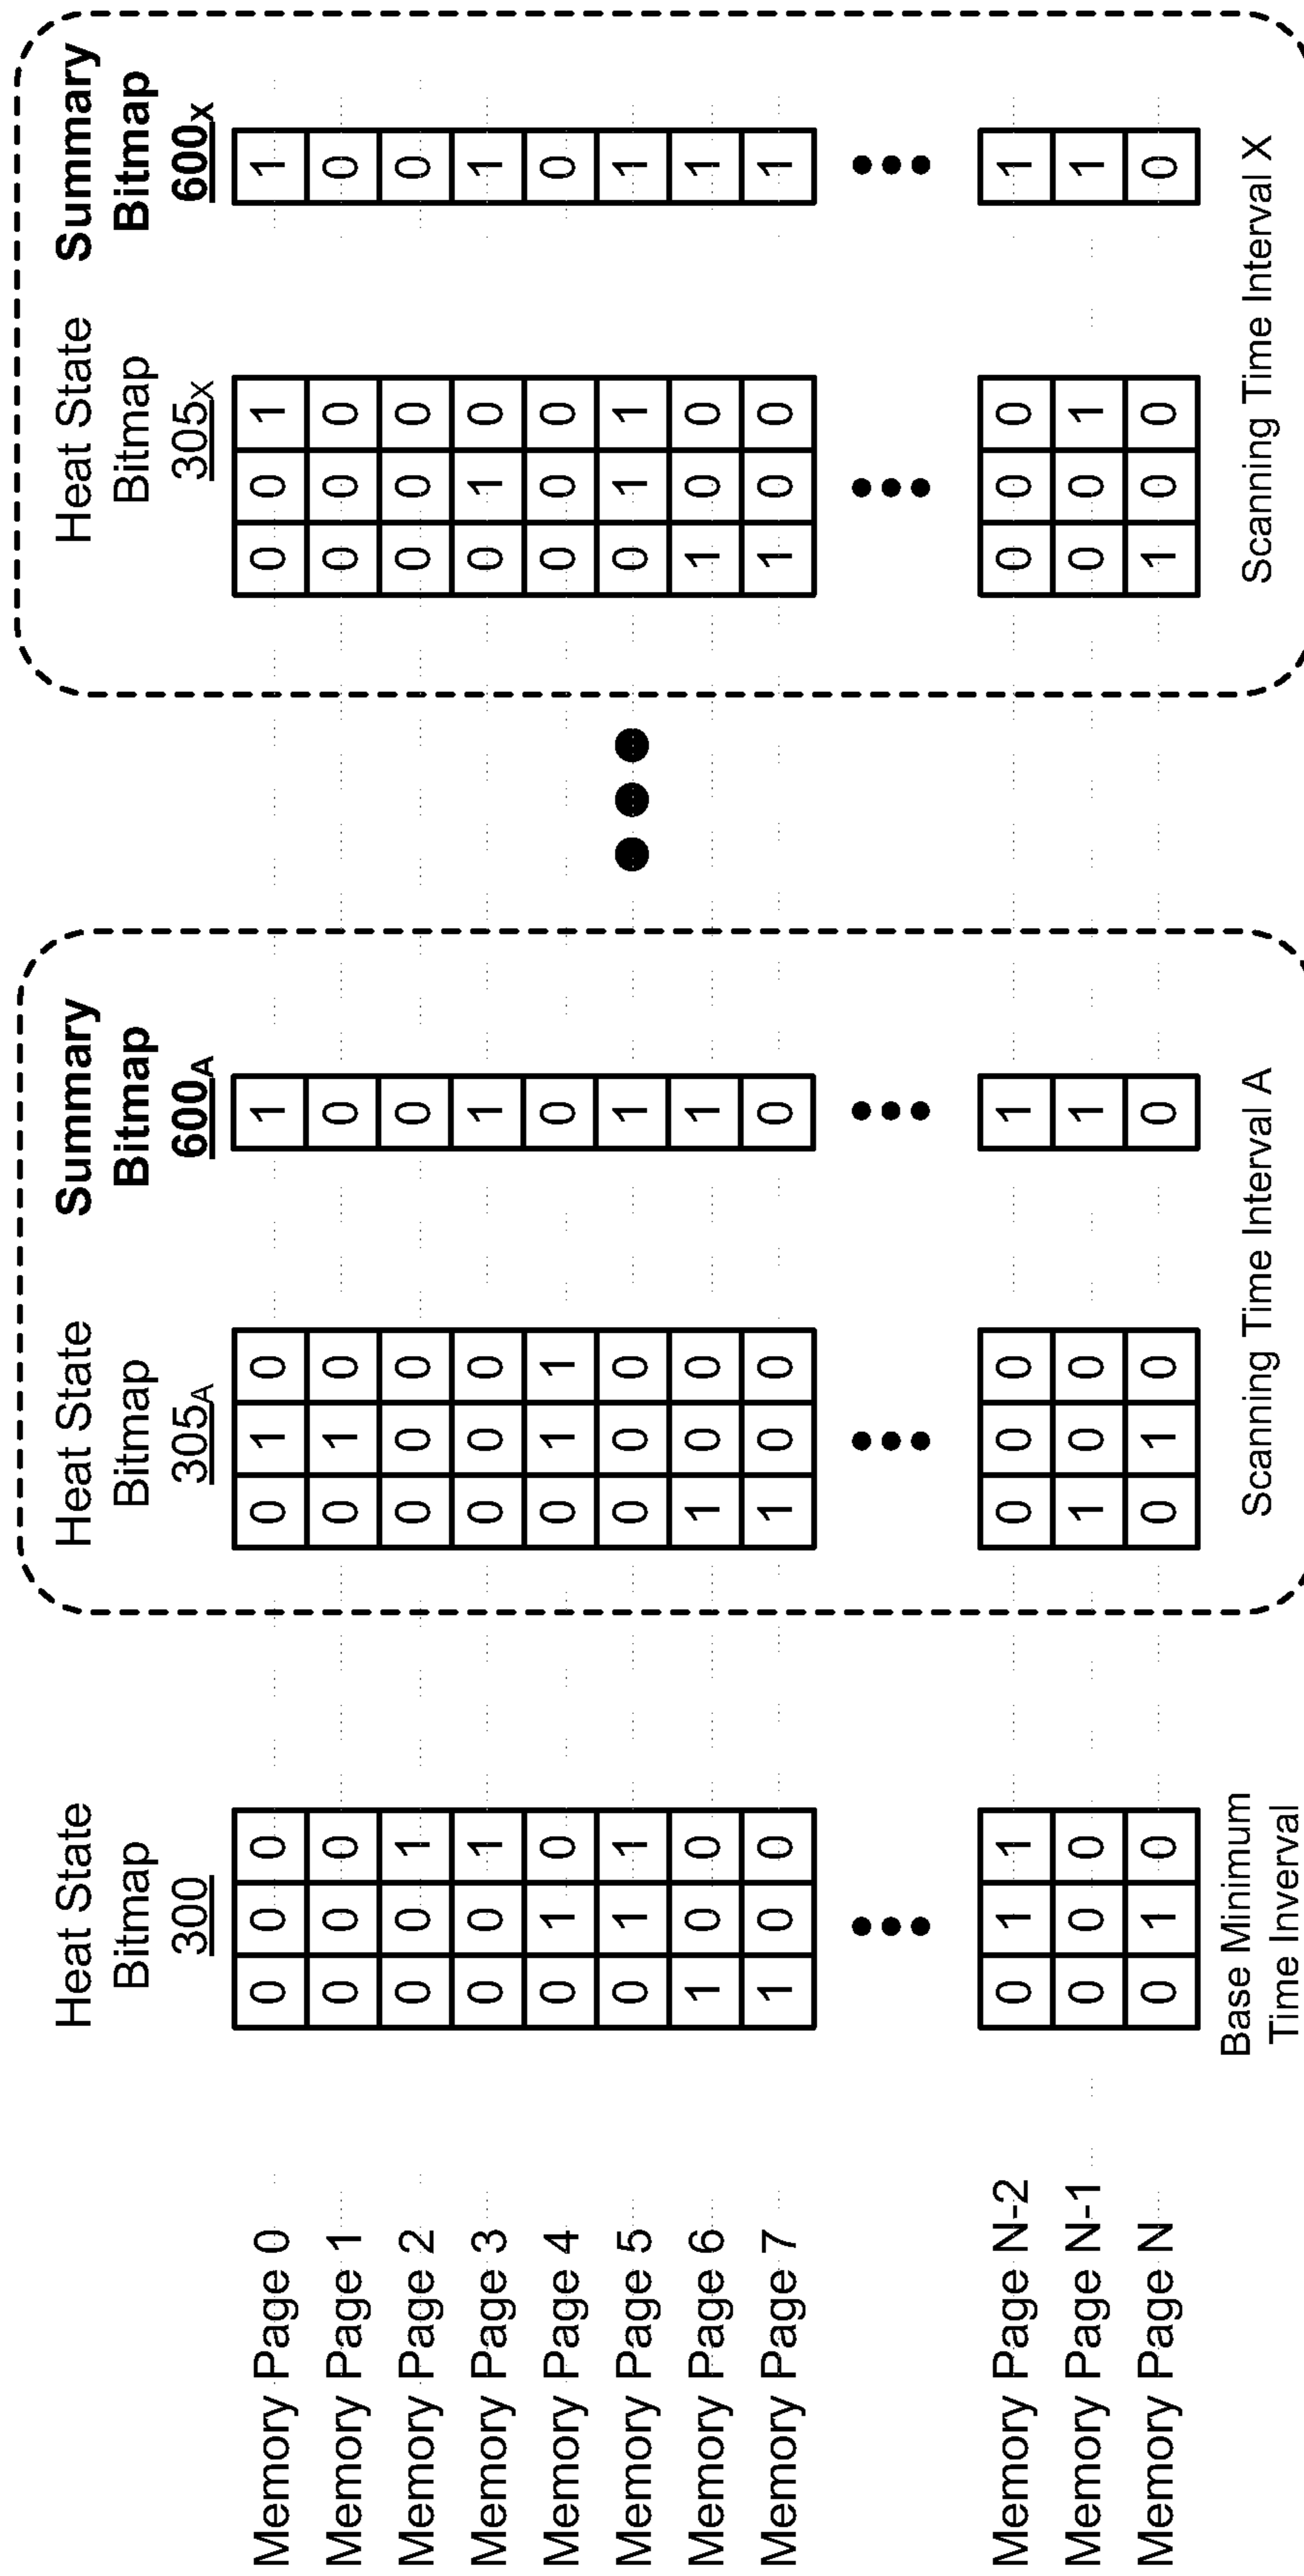 Heat State Heat State Summary Heat State Summary
Bitmap Bitmap Bitmap Bitmap Bitmap
300 305A 600A 305X 600X
Memory Page 0 0 0 0 0 1 0 1 0 0 1 1
Memory Page 1 0 0 0 0 1 0 0 0 0 0 0
Memory Page 2 0 0 1 0 0 0 0 0 0 0 0
Memory Page 3 0 0 1 0 0 0 1 0 1 0 1
Memory Page 4 0 1 0 0 1 1 0 0 0 0 0
Memory Page 5 0 1 1 0 0 0 1 0 1 1 1
Memory Page 6 1 0 0 1 0 0 1 1 0 0 1
Memory Page 7 1 0 0 1 0 0 0 1 0 0 1
Memory Page N-2 0 1 1 0 0 0 1 0 0 0 1
Memory Page N-1 0 0 0 1 0 0 1 0 0 1 1
Memory Page N 0 1 0 0 1 0 0 1 0 0 0
Base Minimum Scanning Time Interval A Scanning Time Interval X
Time Inverval